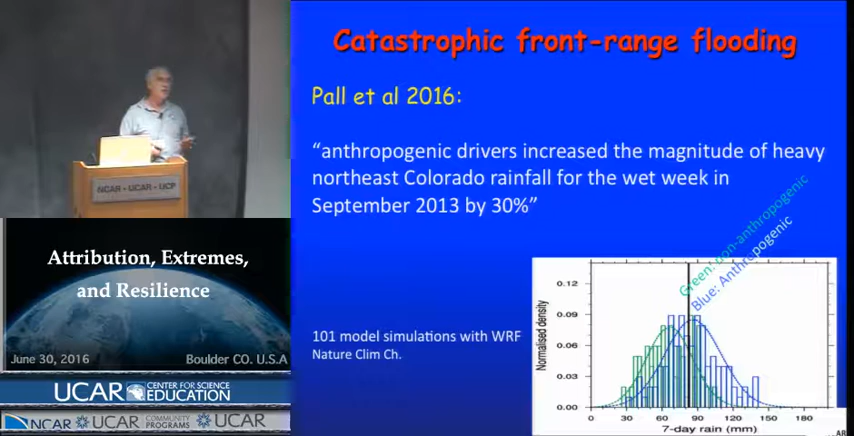 Catastrophic front-range flooding
Pall et al 2016:
“anthropogenic drivers increased the magnitude of heavy
northeast Colorado rainfall for the wet week in
September 2013 by 30%”
101 model simulations with WRF
Nature Clim Ch.
Green: non-anthropogenic
Blue: Anthropogenic
Normalised density
0.12
0.09
0.06
0.03
0.00
0 30 60 90 120 150 180
7-day rain (mm)
NCAR - UCAR - UCP
Attribution, Extremes,
and Resilience
June 30, 2016 Boulder CO. U.S.A
UCAR CENTER FOR SCIENCE
EDUCATION
NCAR UCAR COMMUNITY
PROGRAMS UCAR